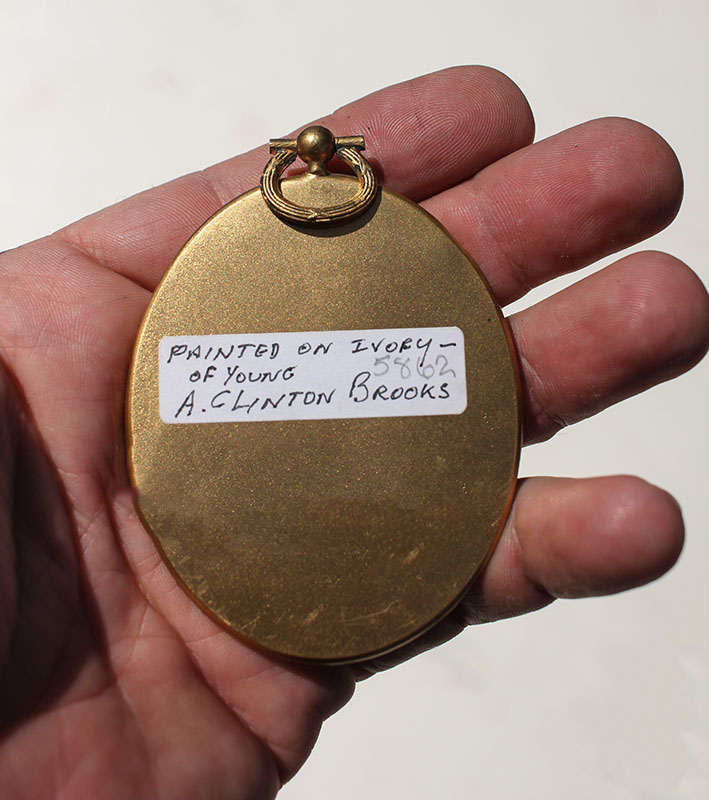 PAINTED ON IVORY —
OF YOUNG 5862
A. CLINTON BROOKS